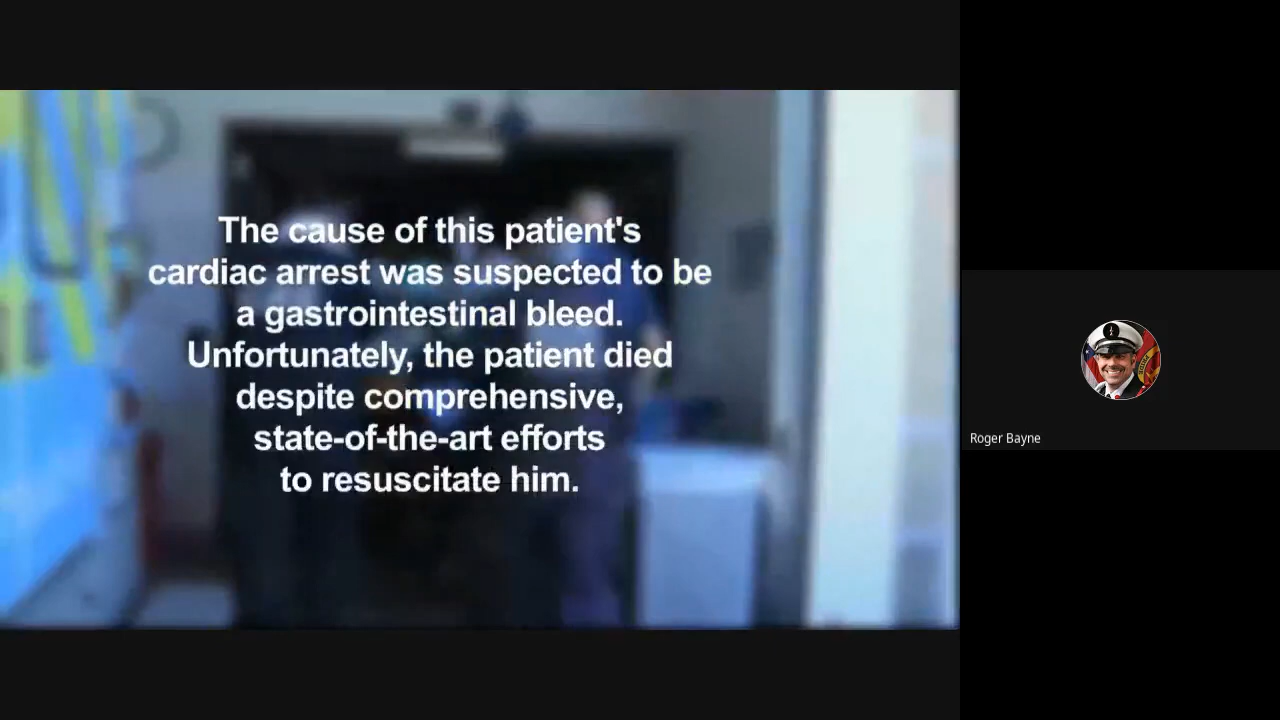 The cause of this patient's
cardiac arrest was suspected to be
a gastrointestinal bleed.
Unfortunately, the patient died
despite comprehensive,
state-of-the-art efforts
to resuscitate him.
Roger Bayne